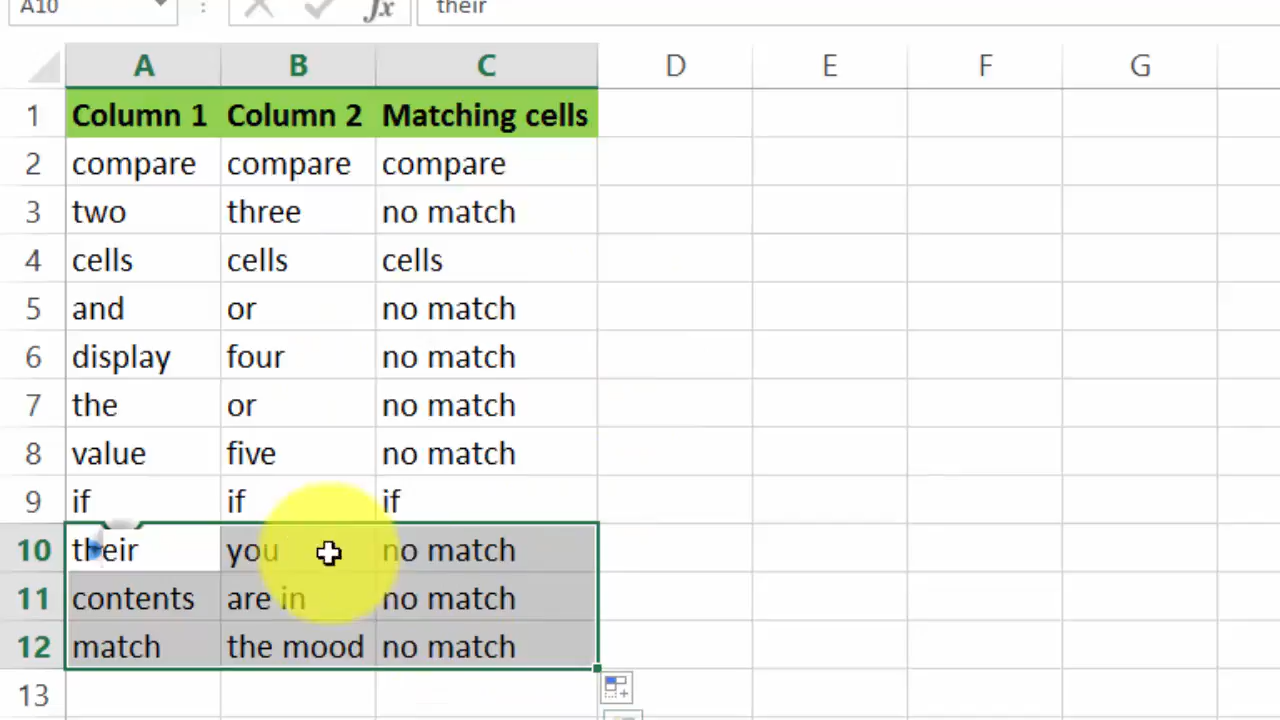 A10 fx their
A B C D E F G
1 Column 1 Column 2 Matching cells
2 compare compare compare
3 two three no match
4 cells cells cells
5 and or no match
6 display four no match
7 the or no match
8 value five no match
9 if if if
10 their you no match
11 contents are in no match
12 match the mood no match
13